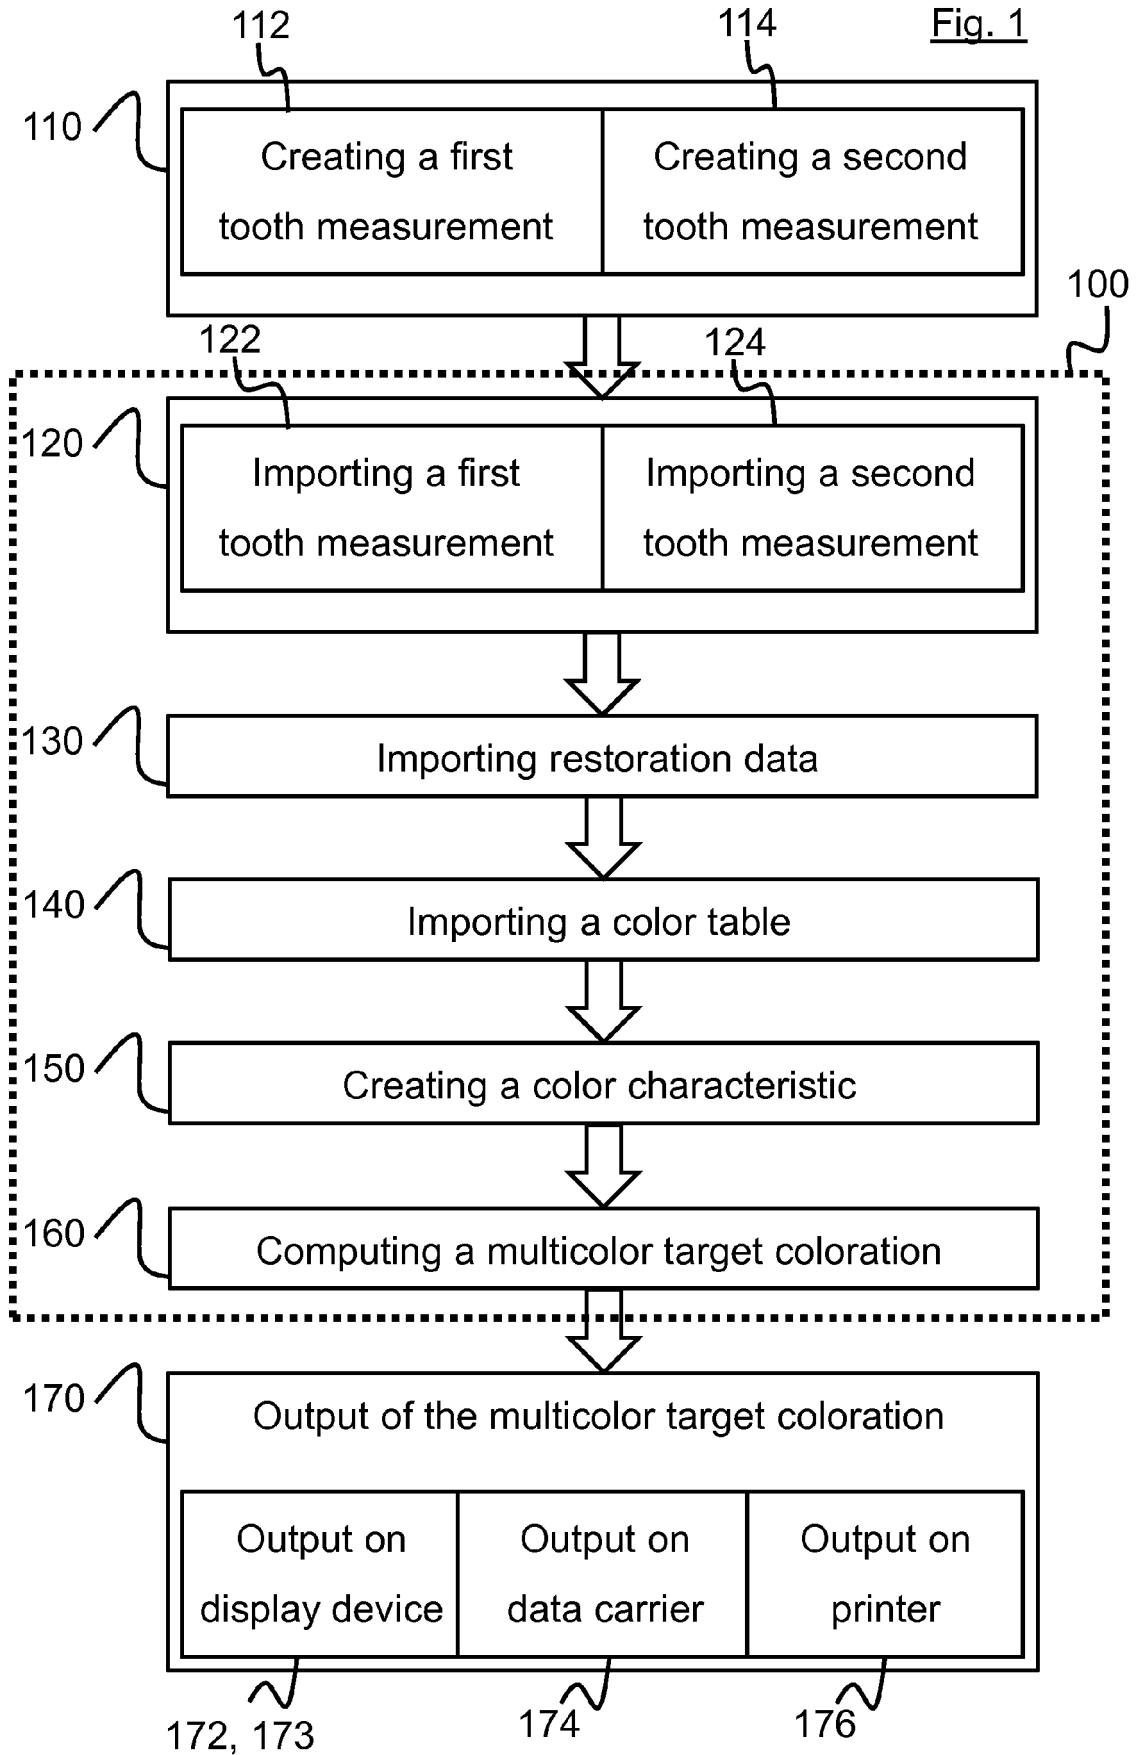 112
114
Fig. 1
110
Creating a first
tooth measurement
Creating a second
tooth measurement
100
122
124
120
Importing a first
tooth measurement
Importing a second
tooth measurement
130
Importing restoration data
140
Importing a color table
150
Creating a color characteristic
160
Computing a multicolor target coloration
170
Output of the multicolor target coloration
Output on
display device
Output on
data carrier
Output on
printer
172, 173
174
176